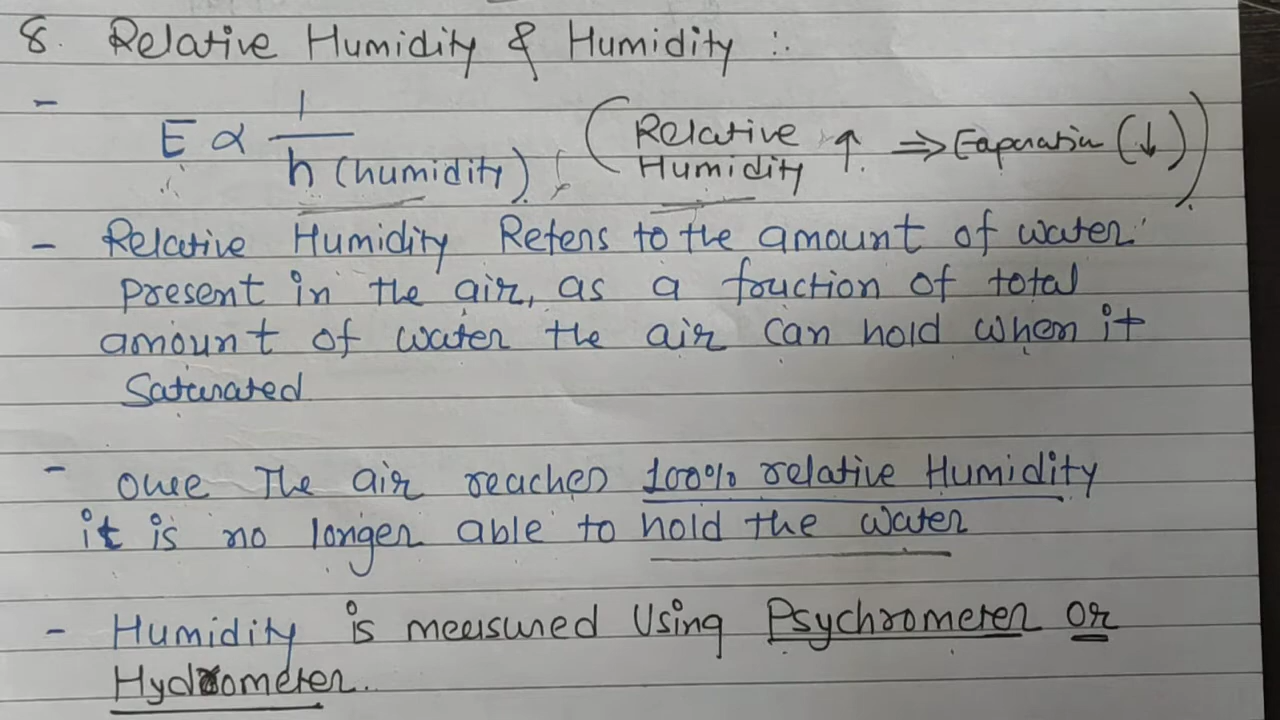 8. Relative Humidity & Humidity :.
- E ∝ 1/h (humidity), (Relative Humidity ↑ ⇒ Eaporation (↓))
- Relative Humidity Refers to the amount of water
present in the air, as a fraction of total
amount of water the air can hold when it
Saturated
- once The air reaches 100% relative Humidity
it is no longer able to hold the water
- Humidity is measured Using Psychrometer or
Hydrometer.